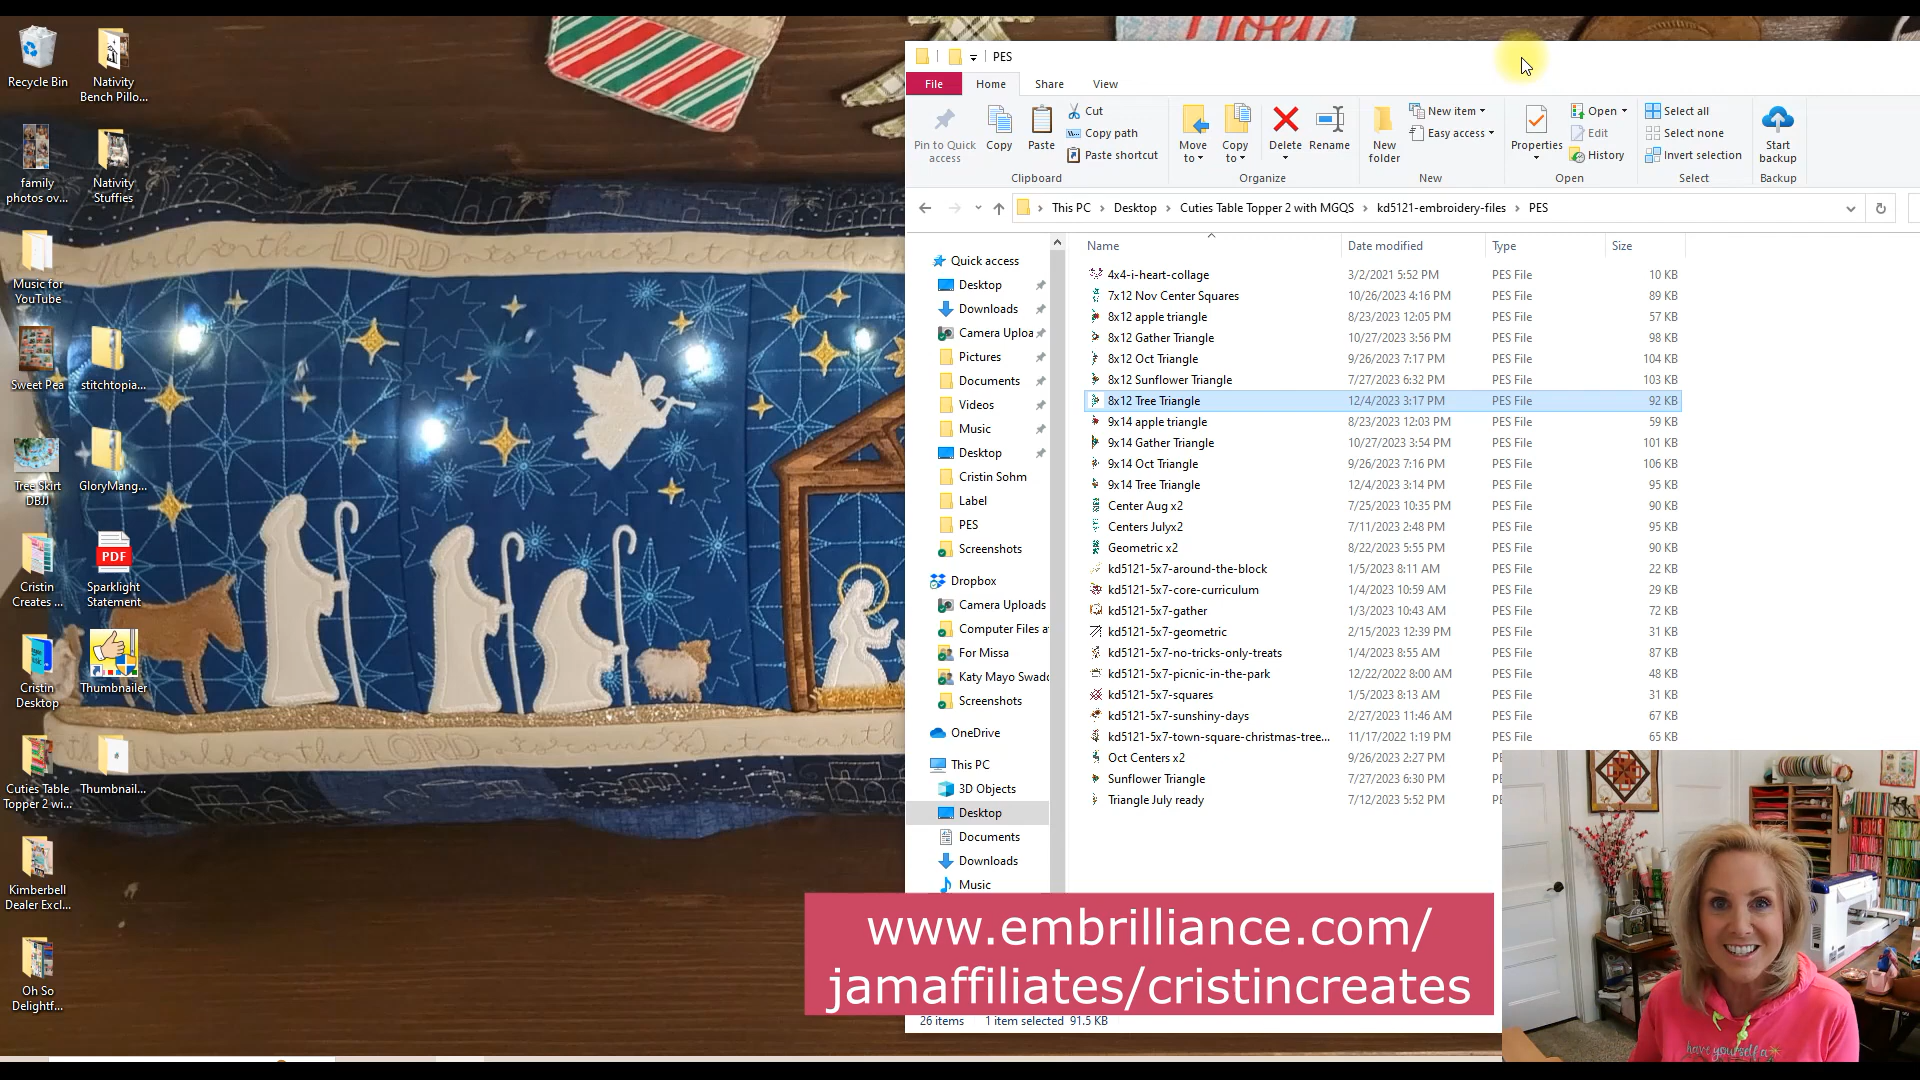 Recycle Bin
Nativity
Bench Pillo...
family
photos ov...
Nativity
Stuffies
Music for
YouTube
Sweet Pea
stitchtopia...
Tree Skirt
DBJJ
GloryMang...
Cristin
Creates ...
PDF
Sparklight
Statement
Cristin
Desktop
Thumbnailer
Cuties Table
Topper 2 wi...
Thumbnail...
Kimberbell
Dealer Excl...
Oh So
Delightf...
Noel
World
the
LORD
is come
World
the
LORD
PES
File
Home
Share
View
Pin to Quick
access
Copy
Paste
Cut
Copy path
Paste shortcut
Clipboard
Move
to
Copy
to
Delete
Rename
Organize
New
folder
New item
Easy access
New
Properties
Open
Edit
History
Open
Select all
Select none
Invert selection
Select
Start
backup
Backup
This PC > Desktop > Cuties Table Topper 2 with MGQS > kd5121-embroidery-files > PES
Name Date modified Type Size
Quick access
Desktop
Downloads
Camera Uploa
Pictures
Documents
Videos
Music
Desktop
Cristin Sohm
Label
PES
Screenshots
Dropbox
Camera Uploads
Computer Files a
For Missa
Katy Mayo Swad
Screenshots
OneDrive
This PC
3D Objects
Desktop
Documents
Downloads
Music
4x4-i-heart-collage 3/2/2021 5:52 PM PES File 10 KB
7x12 Nov Center Squares 10/26/2023 4:16 PM PES File 89 KB
8x12 apple triangle 8/23/2023 12:05 PM PES File 57 KB
8x12 Gather Triangle 10/27/2023 3:56 PM PES File 98 KB
8x12 Oct Triangle 9/26/2023 7:17 PM PES File 104 KB
8x12 Sunflower Triangle 7/27/2023 6:32 PM PES File 103 KB
8x12 Tree Triangle 12/4/2023 3:17 PM PES File 92 KB
9x14 apple triangle 8/23/2023 12:03 PM PES File 59 KB
9x14 Gather Triangle 10/27/2023 3:54 PM PES File 101 KB
9x14 Oct Triangle 9/26/2023 7:16 PM PES File 106 KB
9x14 Tree Triangle 12/4/2023 3:14 PM PES File 95 KB
Center Aug x2 7/25/2023 10:35 PM PES File 90 KB
Centers Julyx2 7/11/2023 2:48 PM PES File 95 KB
Geometric x2 8/22/2023 5:55 PM PES File 90 KB
kd5121-5x7-around-the-block 1/5/2023 8:11 AM PES File 22 KB
kd5121-5x7-core-curriculum 1/4/2023 10:59 AM PES File 29 KB
kd5121-5x7-gather 1/3/2023 10:43 AM PES File 72 KB
kd5121-5x7-geometric 2/15/2023 12:39 PM PES File 31 KB
kd5121-5x7-no-tricks-only-treats 1/4/2023 8:55 AM PES File 87 KB
kd5121-5x7-picnic-in-the-park 12/22/2022 8:00 AM PES File 48 KB
kd5121-5x7-squares 1/5/2023 8:13 AM PES File 31 KB
kd5121-5x7-sunshiny-days 2/27/2023 11:46 AM PES File 67 KB
kd5121-5x7-town-square-christmas-tree... 11/17/2022 1:19 PM PES File 65 KB
Oct Centers x2 9/26/2023 2:27 PM PES File
Sunflower Triangle 7/27/2023 6:30 PM
Triangle July ready 7/12/2023 5:52 PM
www.embrilliance.com/
jamaffiliates/cristincreates
26 items 1 item selected 91.5 KB
have yourself a